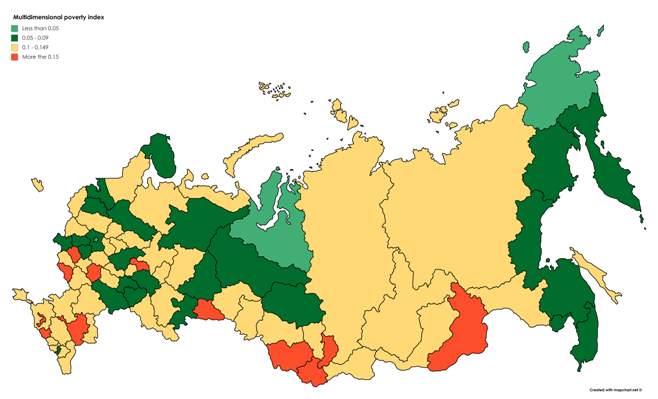 Multidimensional poverty index
Less than 0.05
0.05 - 0.09
0.1 - 0.149
More the 0.15
Created with mapchart.net ©